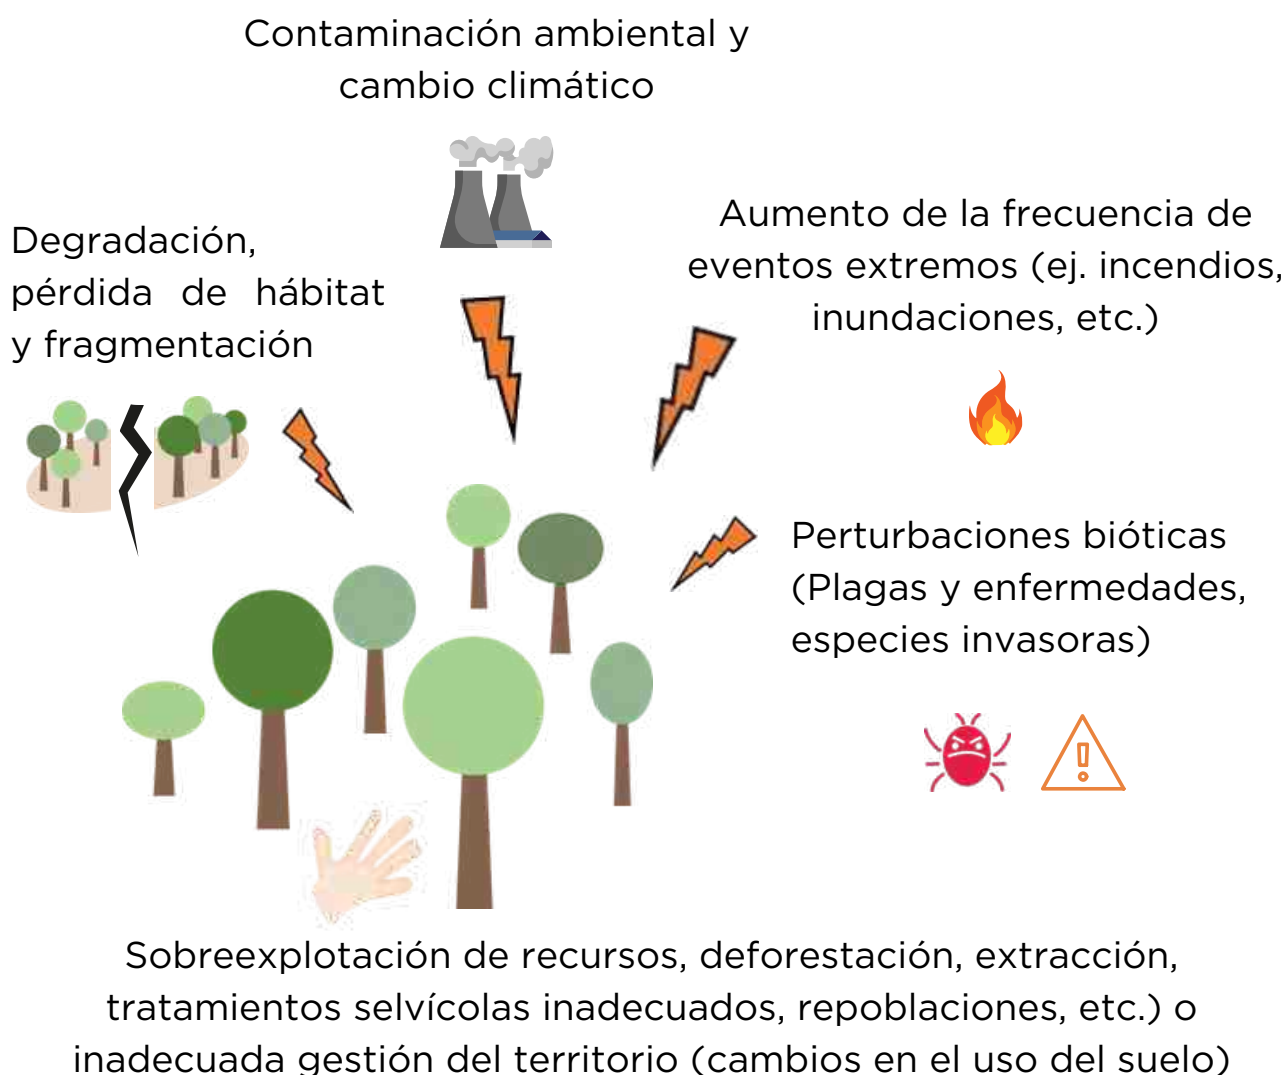 Contaminación ambiental y
cambio climático
Degradación,
pérdida de hábitat
y fragmentación
Aumento de la frecuencia de
eventos extremos (ej. incendios,
inundaciones, etc.)
Perturbaciones bióticas
(Plagas y enfermedades,
especies invasoras)
Sobreexplotación de recursos, deforestación, extracción,
tratamientos selvícolas inadecuados, repoblaciones, etc.) o
inadecuada gestión del territorio (cambios en el uso del suelo)